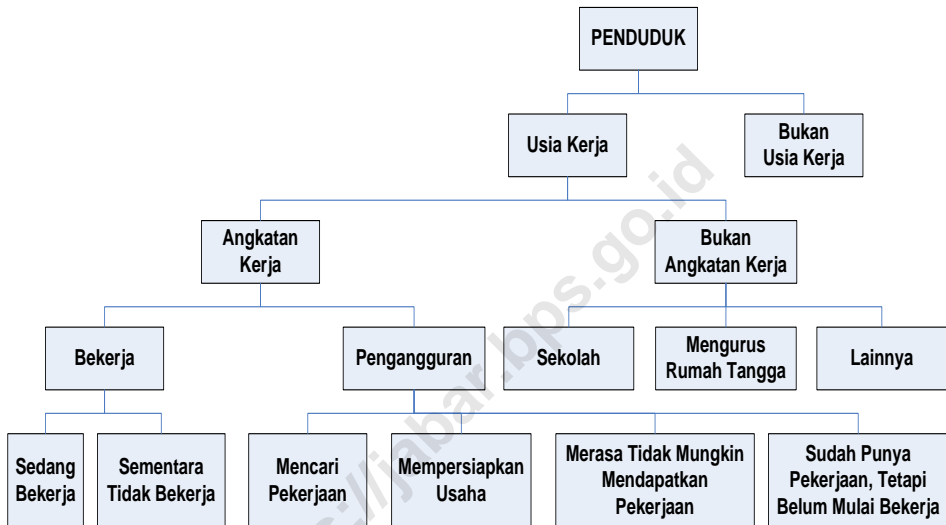 PENDUDUK
Usia Kerja
Bukan
Usia Kerja
Angkatan
Kerja
Bukan
Angkatan Kerja
Bekerja
Pengangguran
Sekolah
Mengurus
Rumah Tangga
Lainnya
Sedang
Bekerja
Sementara
Tidak Bekerja
Mencari
Pekerjaan
Mempersiapkan
Usaha
Merasa Tidak Mungkin
Mendapatkan
Pekerjaan
Sudah Punya
Pekerjaan, Tetapi
Belum Mulai Bekerja
s://jabar.bps.go.id